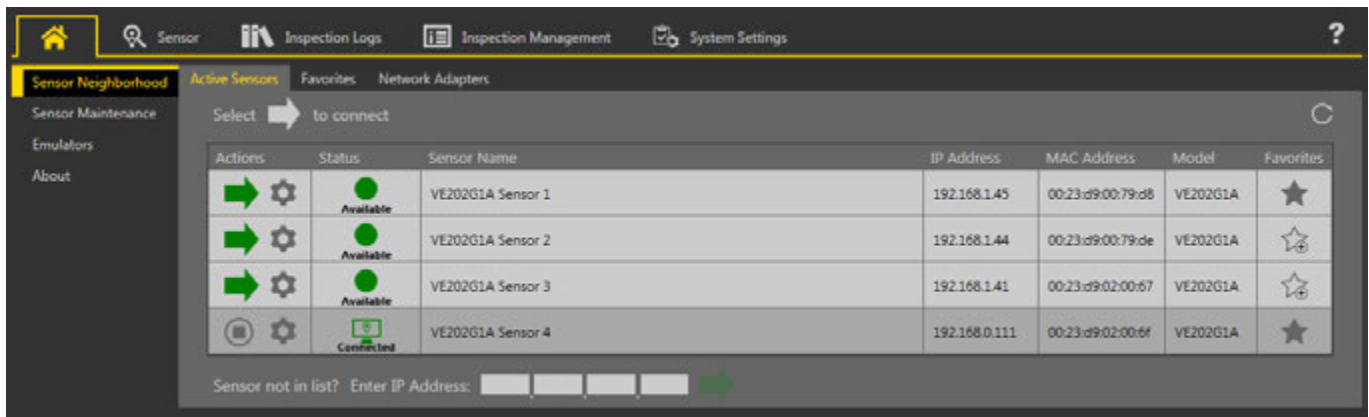 Sensor Inspection Logs Inspection Management System Settings ?
Sensor Neighborhood
Sensor Maintenance
Emulators
About
Active Sensors Favorites Network Adapters
Select to connect
Actions Status Sensor Name IP Address MAC Address Model Favorites
Available VE202G1A Sensor 1 192.168.1.45 00:23:d9:00:79:d8 VE202G1A
Available VE202G1A Sensor 2 192.168.1.44 00:23:d9:00:79:de VE202G1A
Available VE202G1A Sensor 3 192.168.1.41 00:23:d9:02:00:67 VE202G1A
Connected VE202G1A Sensor 4 192.168.0.111 00:23:d9:02:00:6f VE202G1A
Sensor not in list? Enter IP Address: . . .